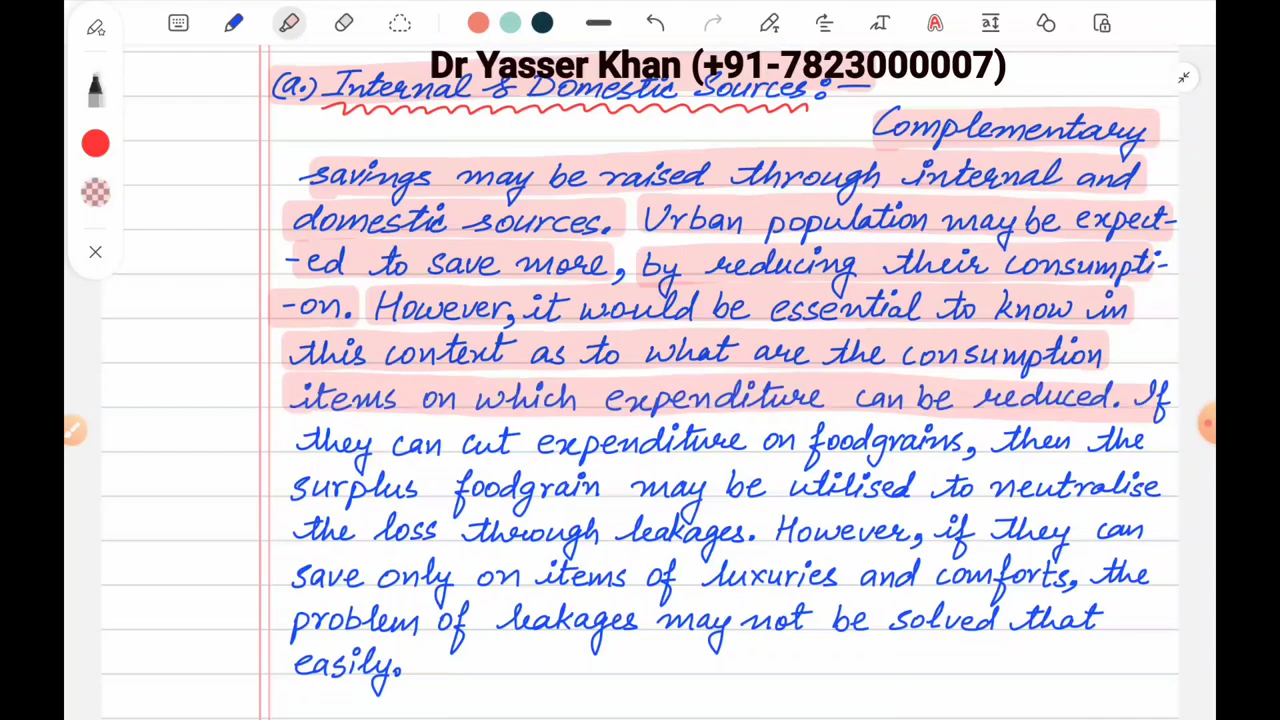 Dr Yasser Khan (+91-7823000007)
(a.) Internal & Domestic Sources:—
Complementary
savings may be raised through internal and
domestic sources. Urban population may be expect-
-ed to save more, by reducing their consumpti-
-on. However, it would be essential to know in
this context as to what are the consumption
items on which expenditure can be reduced. If
they can cut expenditure on foodgrains, then the
surplus foodgrain may be utilised to neutralise
the loss through leakages. However, if they can
save only on items of luxuries and comforts, the
problem of leakages may not be solved that
easily.